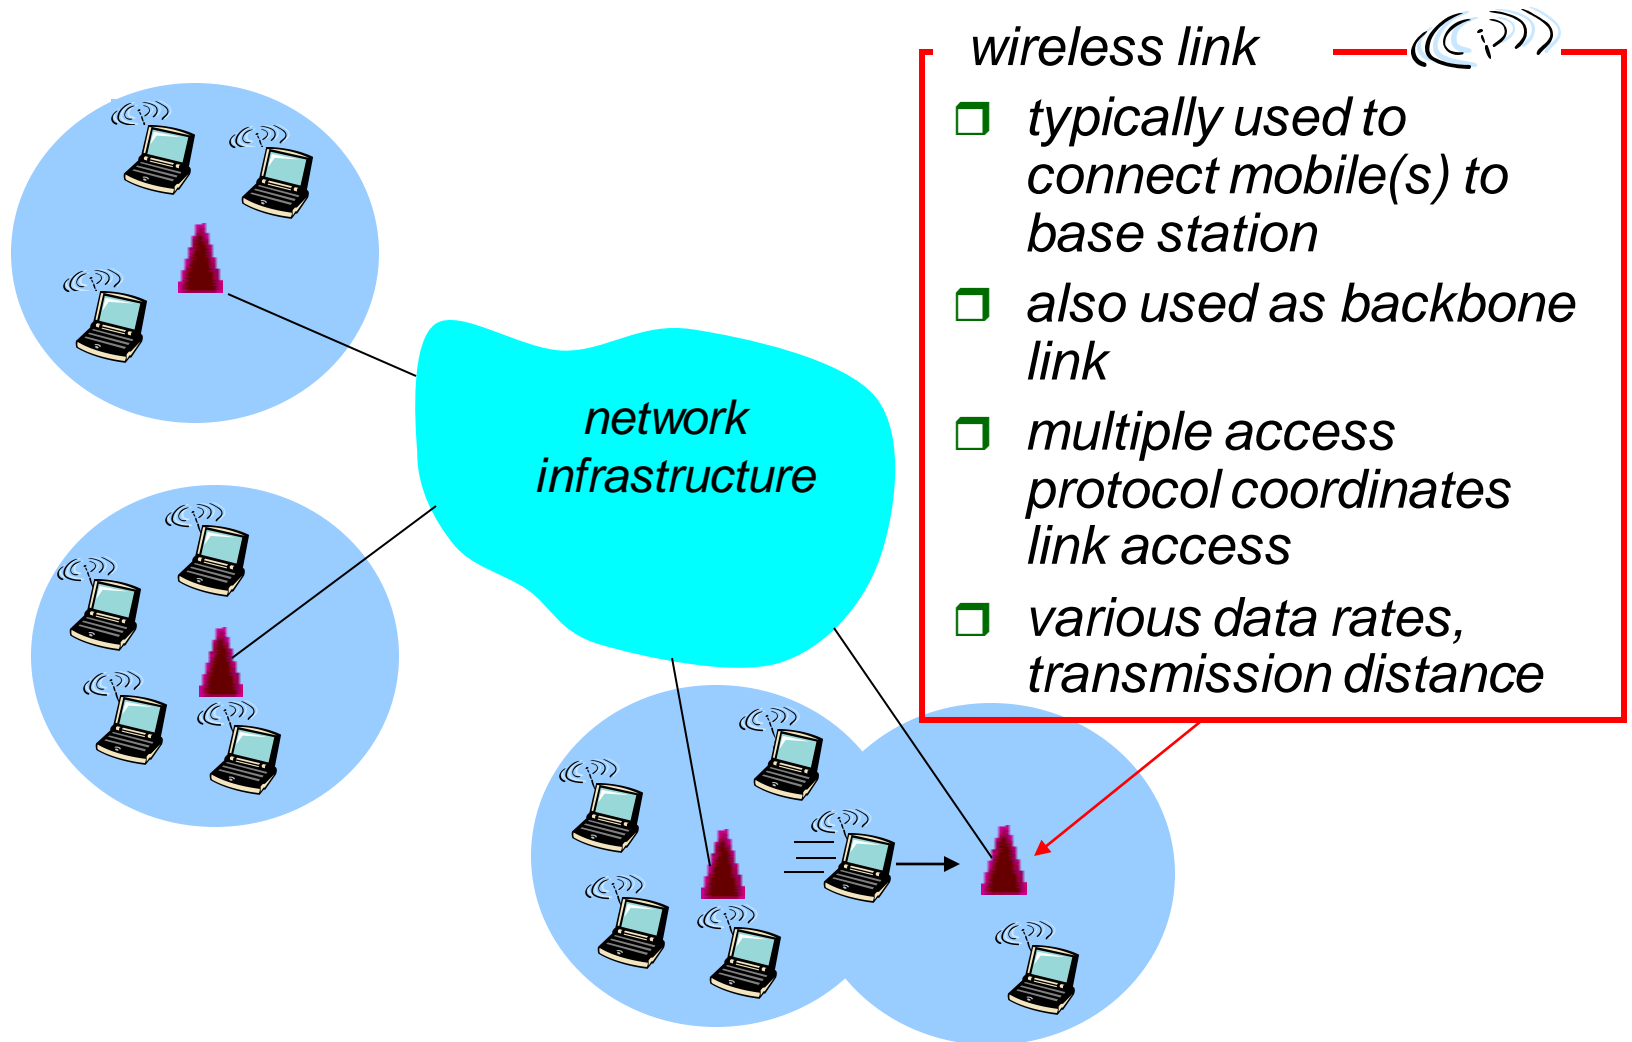 wireless link
typically used to
connect mobile(s) to
base station
also used as backbone
link
multiple access
protocol coordinates
link access
various data rates,
transmission distance
network
infrastructure